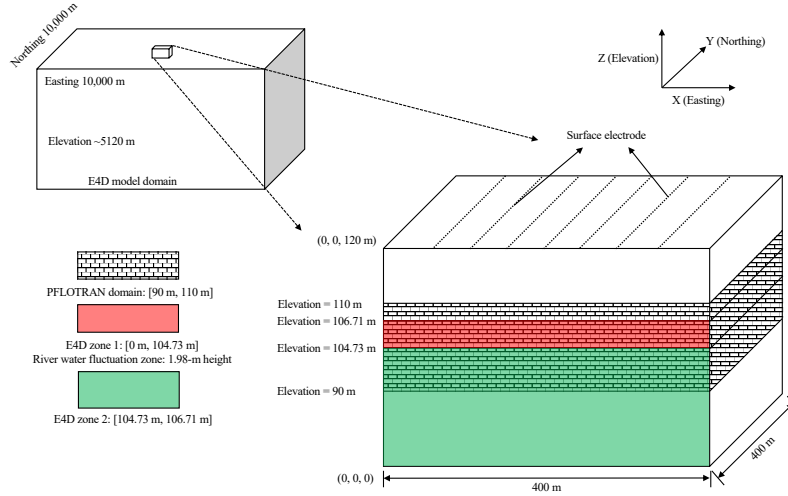 Northing 10,000 m
Easting 10,000 m
Elevation ~5120 m
E4D model domain
Z (Elevation)
Y (Northing)
X (Easting)
Surface electrode
(0, 0, 120 m)
PFLOTRAN domain: [90 m, 110 m]
E4D zone 1: [0 m, 104.73 m]
River water fluctuation zone: 1.98-m height
E4D zone 2: [104.73 m, 106.71 m]
Elevation = 110 m
Elevation = 106.71 m
Elevation = 104.73 m
Elevation = 90 m
(0, 0, 0)
400 m
400 m